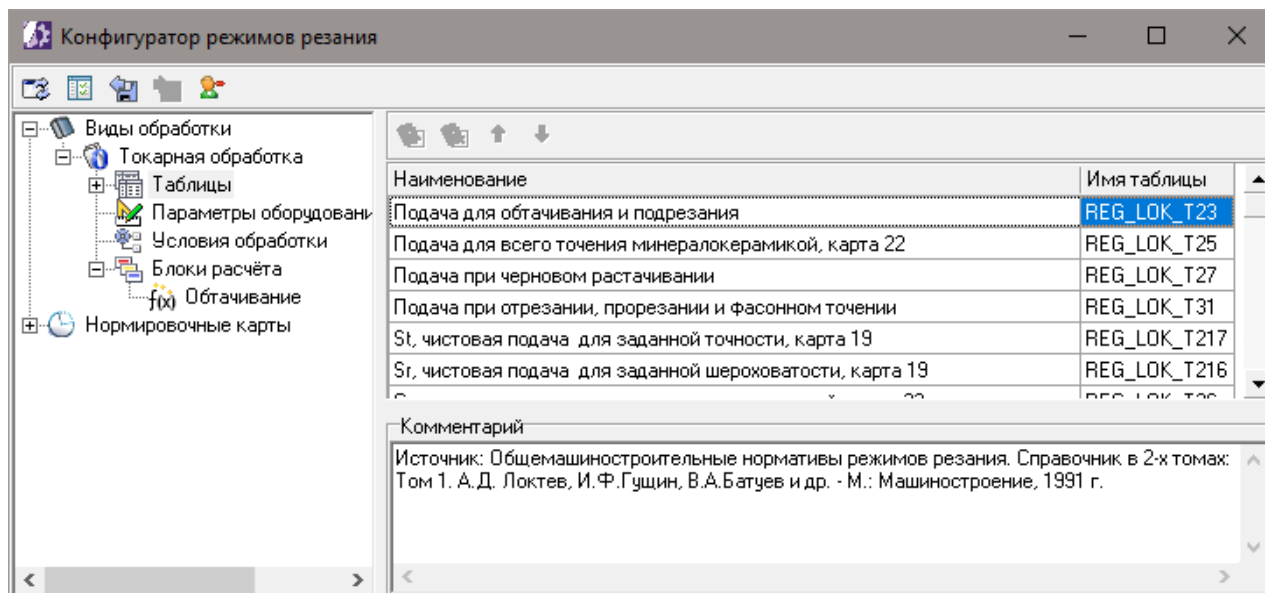 Конфигуратор режимов резания
Виды обработки
Токарная обработка
Таблицы
Параметры оборудовани
Условия обработки
Блоки расчёта
f(x) Обтачивание
Нормировочные карты
Наименование Имя таблицы
Подача для обтачивания и подрезания REG_LOK_T23
Подача для всего точения минералокерамикой, карта 22 REG_LOK_T25
Подача при черновом растачивании REG_LOK_T27
Подача при отрезании, прорезании и фасонном точении REG_LOK_T31
St, чистовая подача для заданной точности, карта 19 REG_LOK_T217
Sr, чистовая подача для заданной шероховатости, карта 19 REG_LOK_T216
Комментарий
Источник: Общемашиностроительные нормативы режимов резания. Справочник в 2-х томах:
Том 1. А.Д. Локтев, И.Ф.Гущин, В.А.Батуев и др. - М.: Машиностроение, 1991 г.